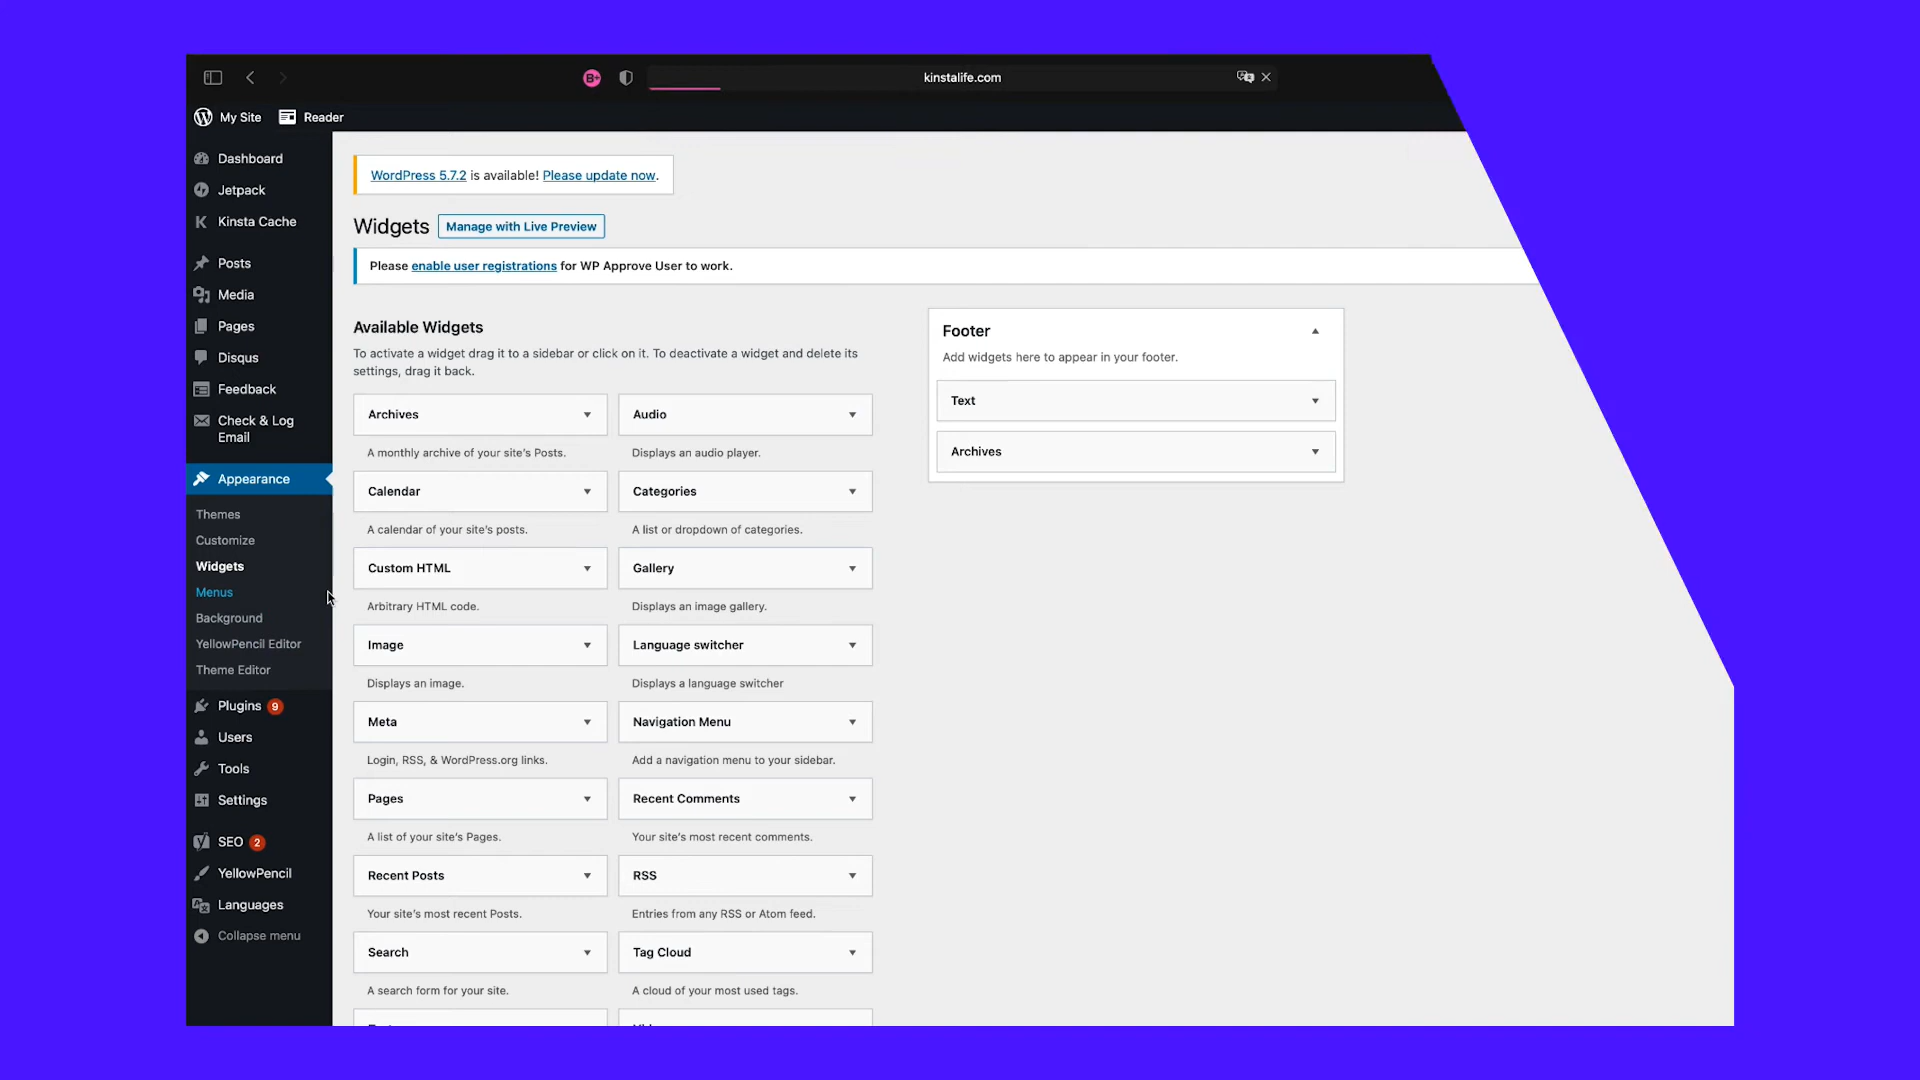 B+
kinstalife.com
My Site
Reader
Dashboard
Jetpack
Kinsta Cache
Posts
Media
Pages
Disqus
Feedback
Check & Log
Email
Appearance
Themes
Customize
Widgets
Menus
Background
YellowPencil Editor
Theme Editor
Plugins 9
Users
Tools
Settings
SEO 2
YellowPencil
Languages
Collapse menu
WordPress 5.7.2 is available! Please update now.
Widgets
Manage with Live Preview
Please enable user registrations for WP Approve User to work.
Available Widgets
To activate a widget drag it to a sidebar or click on it. To deactivate a widget and delete its
settings, drag it back.
Archives
Audio
A monthly archive of your site's Posts.
Displays an audio player.
Calendar
Categories
A calendar of your site's posts.
A list or dropdown of categories.
Custom HTML
Gallery
Arbitrary HTML code.
Displays an image gallery.
Image
Language switcher
Displays an image.
Displays a language switcher
Meta
Navigation Menu
Login, RSS, & WordPress.org links.
Add a navigation menu to your sidebar.
Pages
Recent Comments
A list of your site's Pages.
Your site's most recent comments.
Recent Posts
RSS
Your site's most recent Posts.
Entries from any RSS or Atom feed.
Search
Tag Cloud
A search form for your site.
A cloud of your most used tags.
Footer
Add widgets here to appear in your footer.
Text
Archives